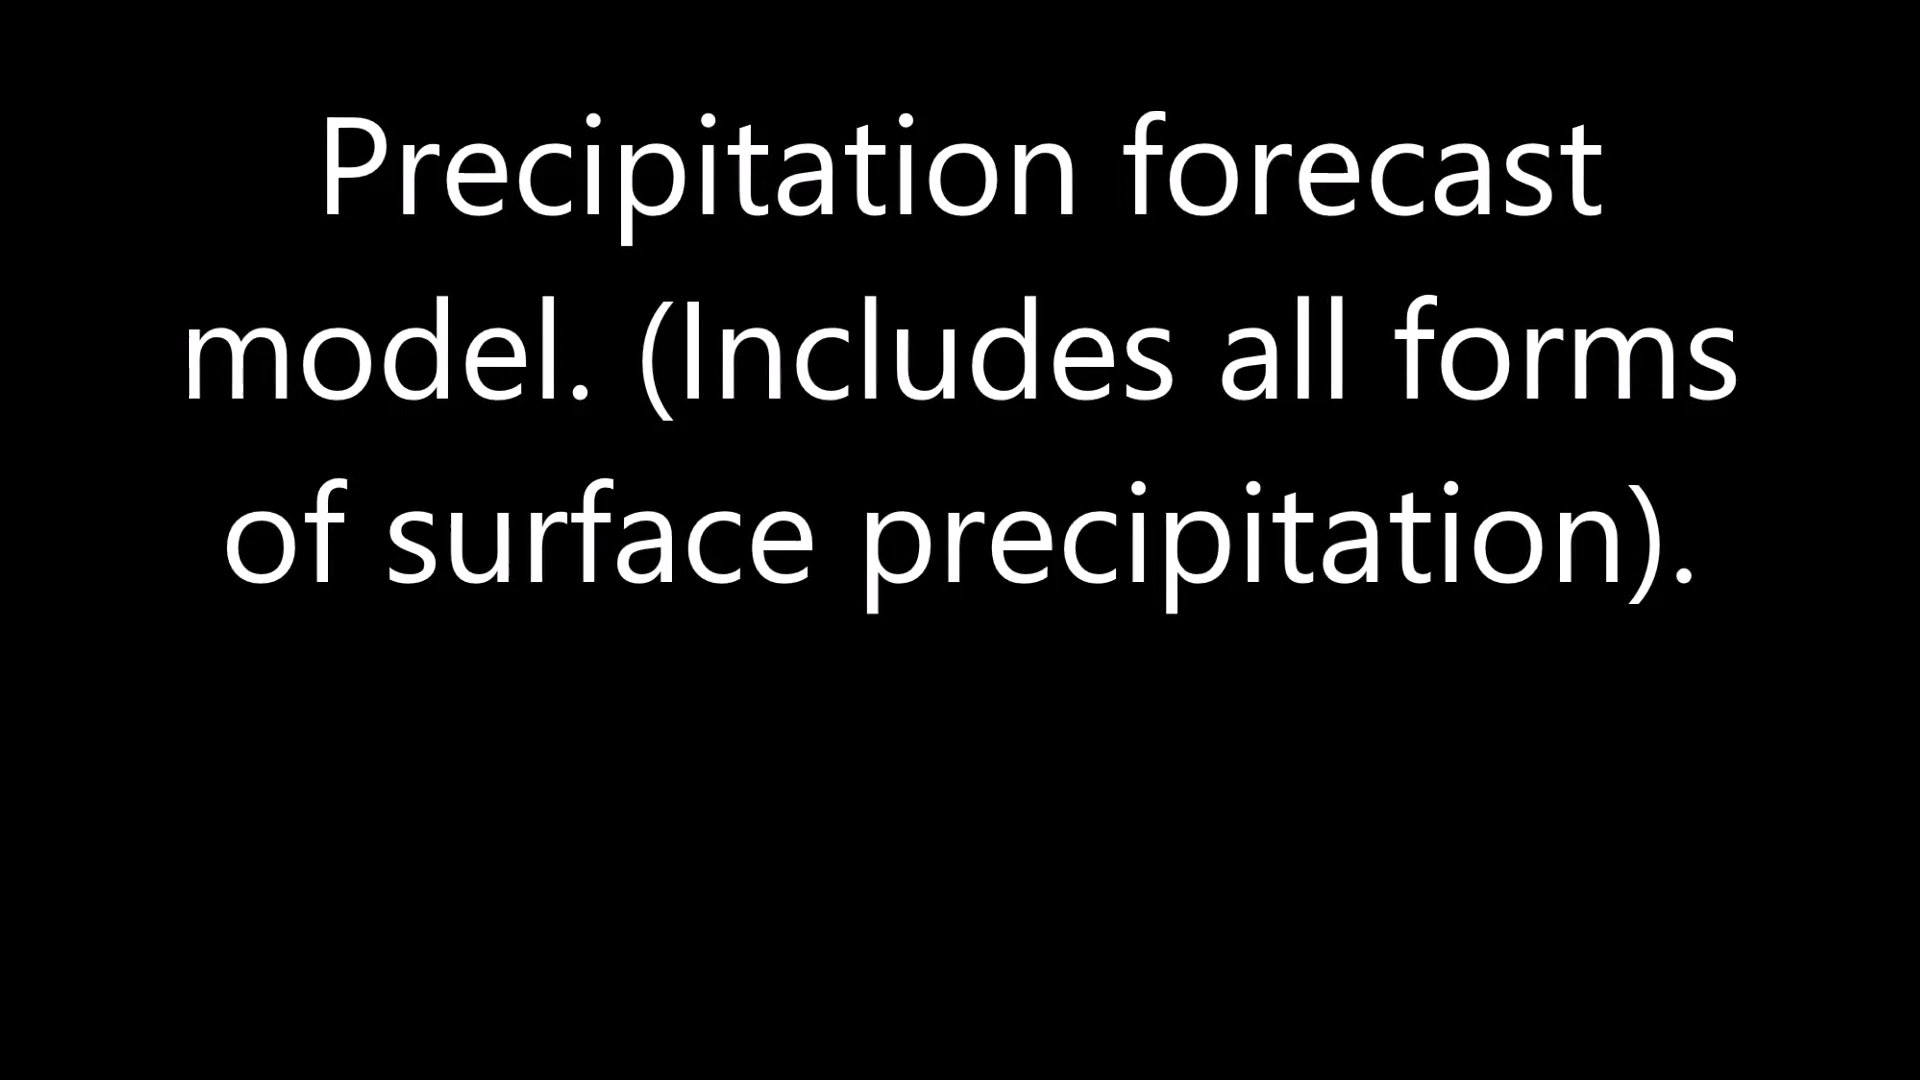 Precipitation forecast
model. (Includes all forms
of surface precipitation).